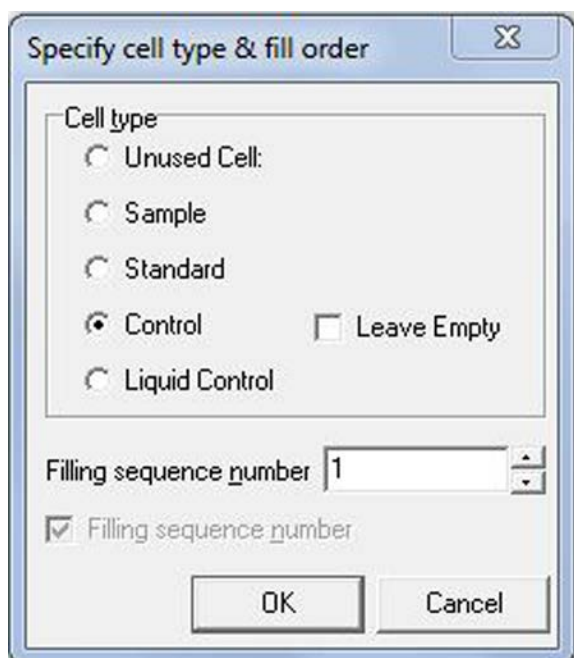 Specify cell type & fill order
Cell type
Unused Cell:
Sample
Standard
Control
Leave Empty
Liquid Control
Filling sequence number 1
Filling sequence number
OK
Cancel